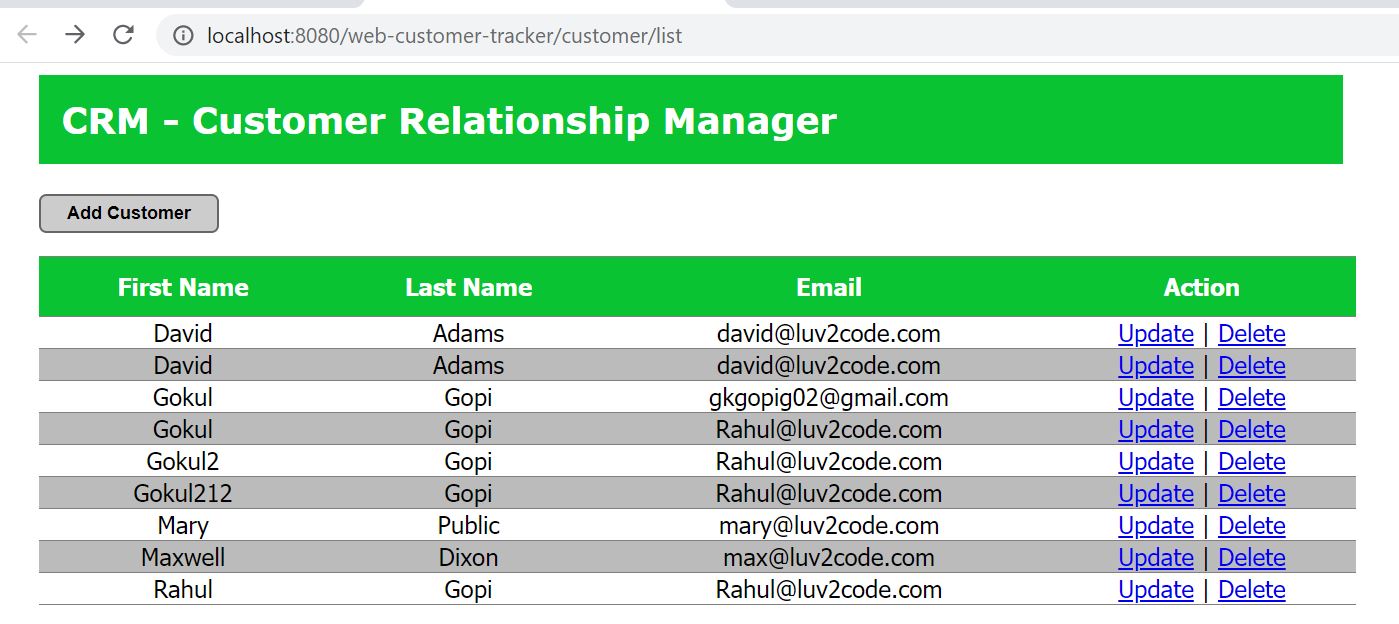 localhost:8080/web-customer-tracker/customer/list
CRM - Customer Relationship Manager
Add Customer
First Name Last Name Email Action
David Adams david@luv2code.com Update | Delete
David Adams david@luv2code.com Update | Delete
Gokul Gopi gkgopig02@gmail.com Update | Delete
Gokul Gopi Rahul@luv2code.com Update | Delete
Gokul2 Gopi Rahul@luv2code.com Update | Delete
Gokul212 Gopi Rahul@luv2code.com Update | Delete
Mary Public mary@luv2code.com Update | Delete
Maxwell Dixon max@luv2code.com Update | Delete
Rahul Gopi Rahul@luv2code.com Update | Delete